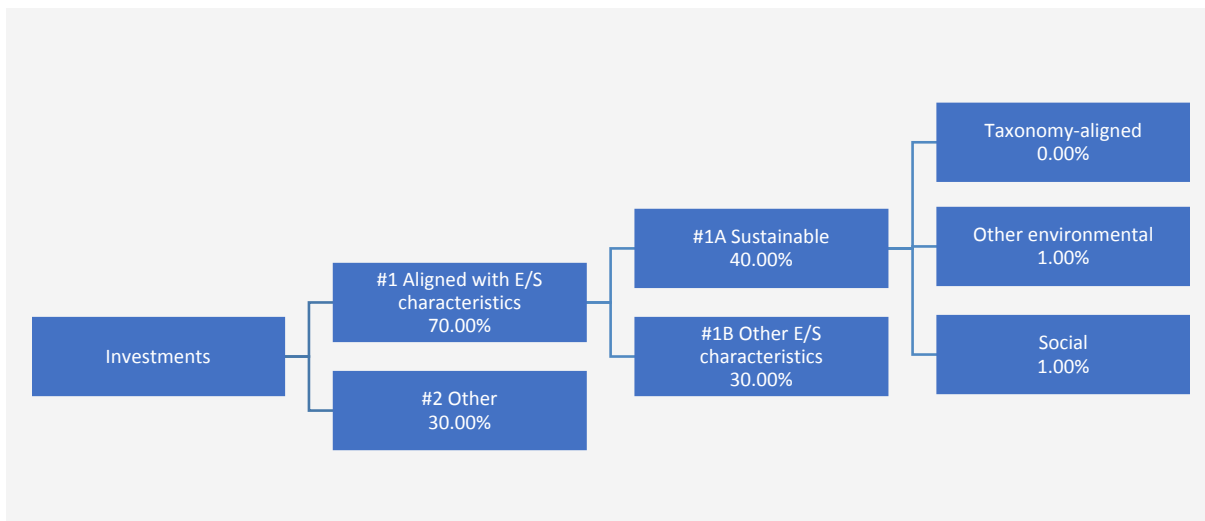 Investments
#1 Aligned with E/S
characteristics
70.00%
#2 Other
30.00%
#1A Sustainable
40.00%
#1B Other E/S
characteristics
30.00%
Taxonomy-aligned
0.00%
Other environmental
1.00%
Social
1.00%